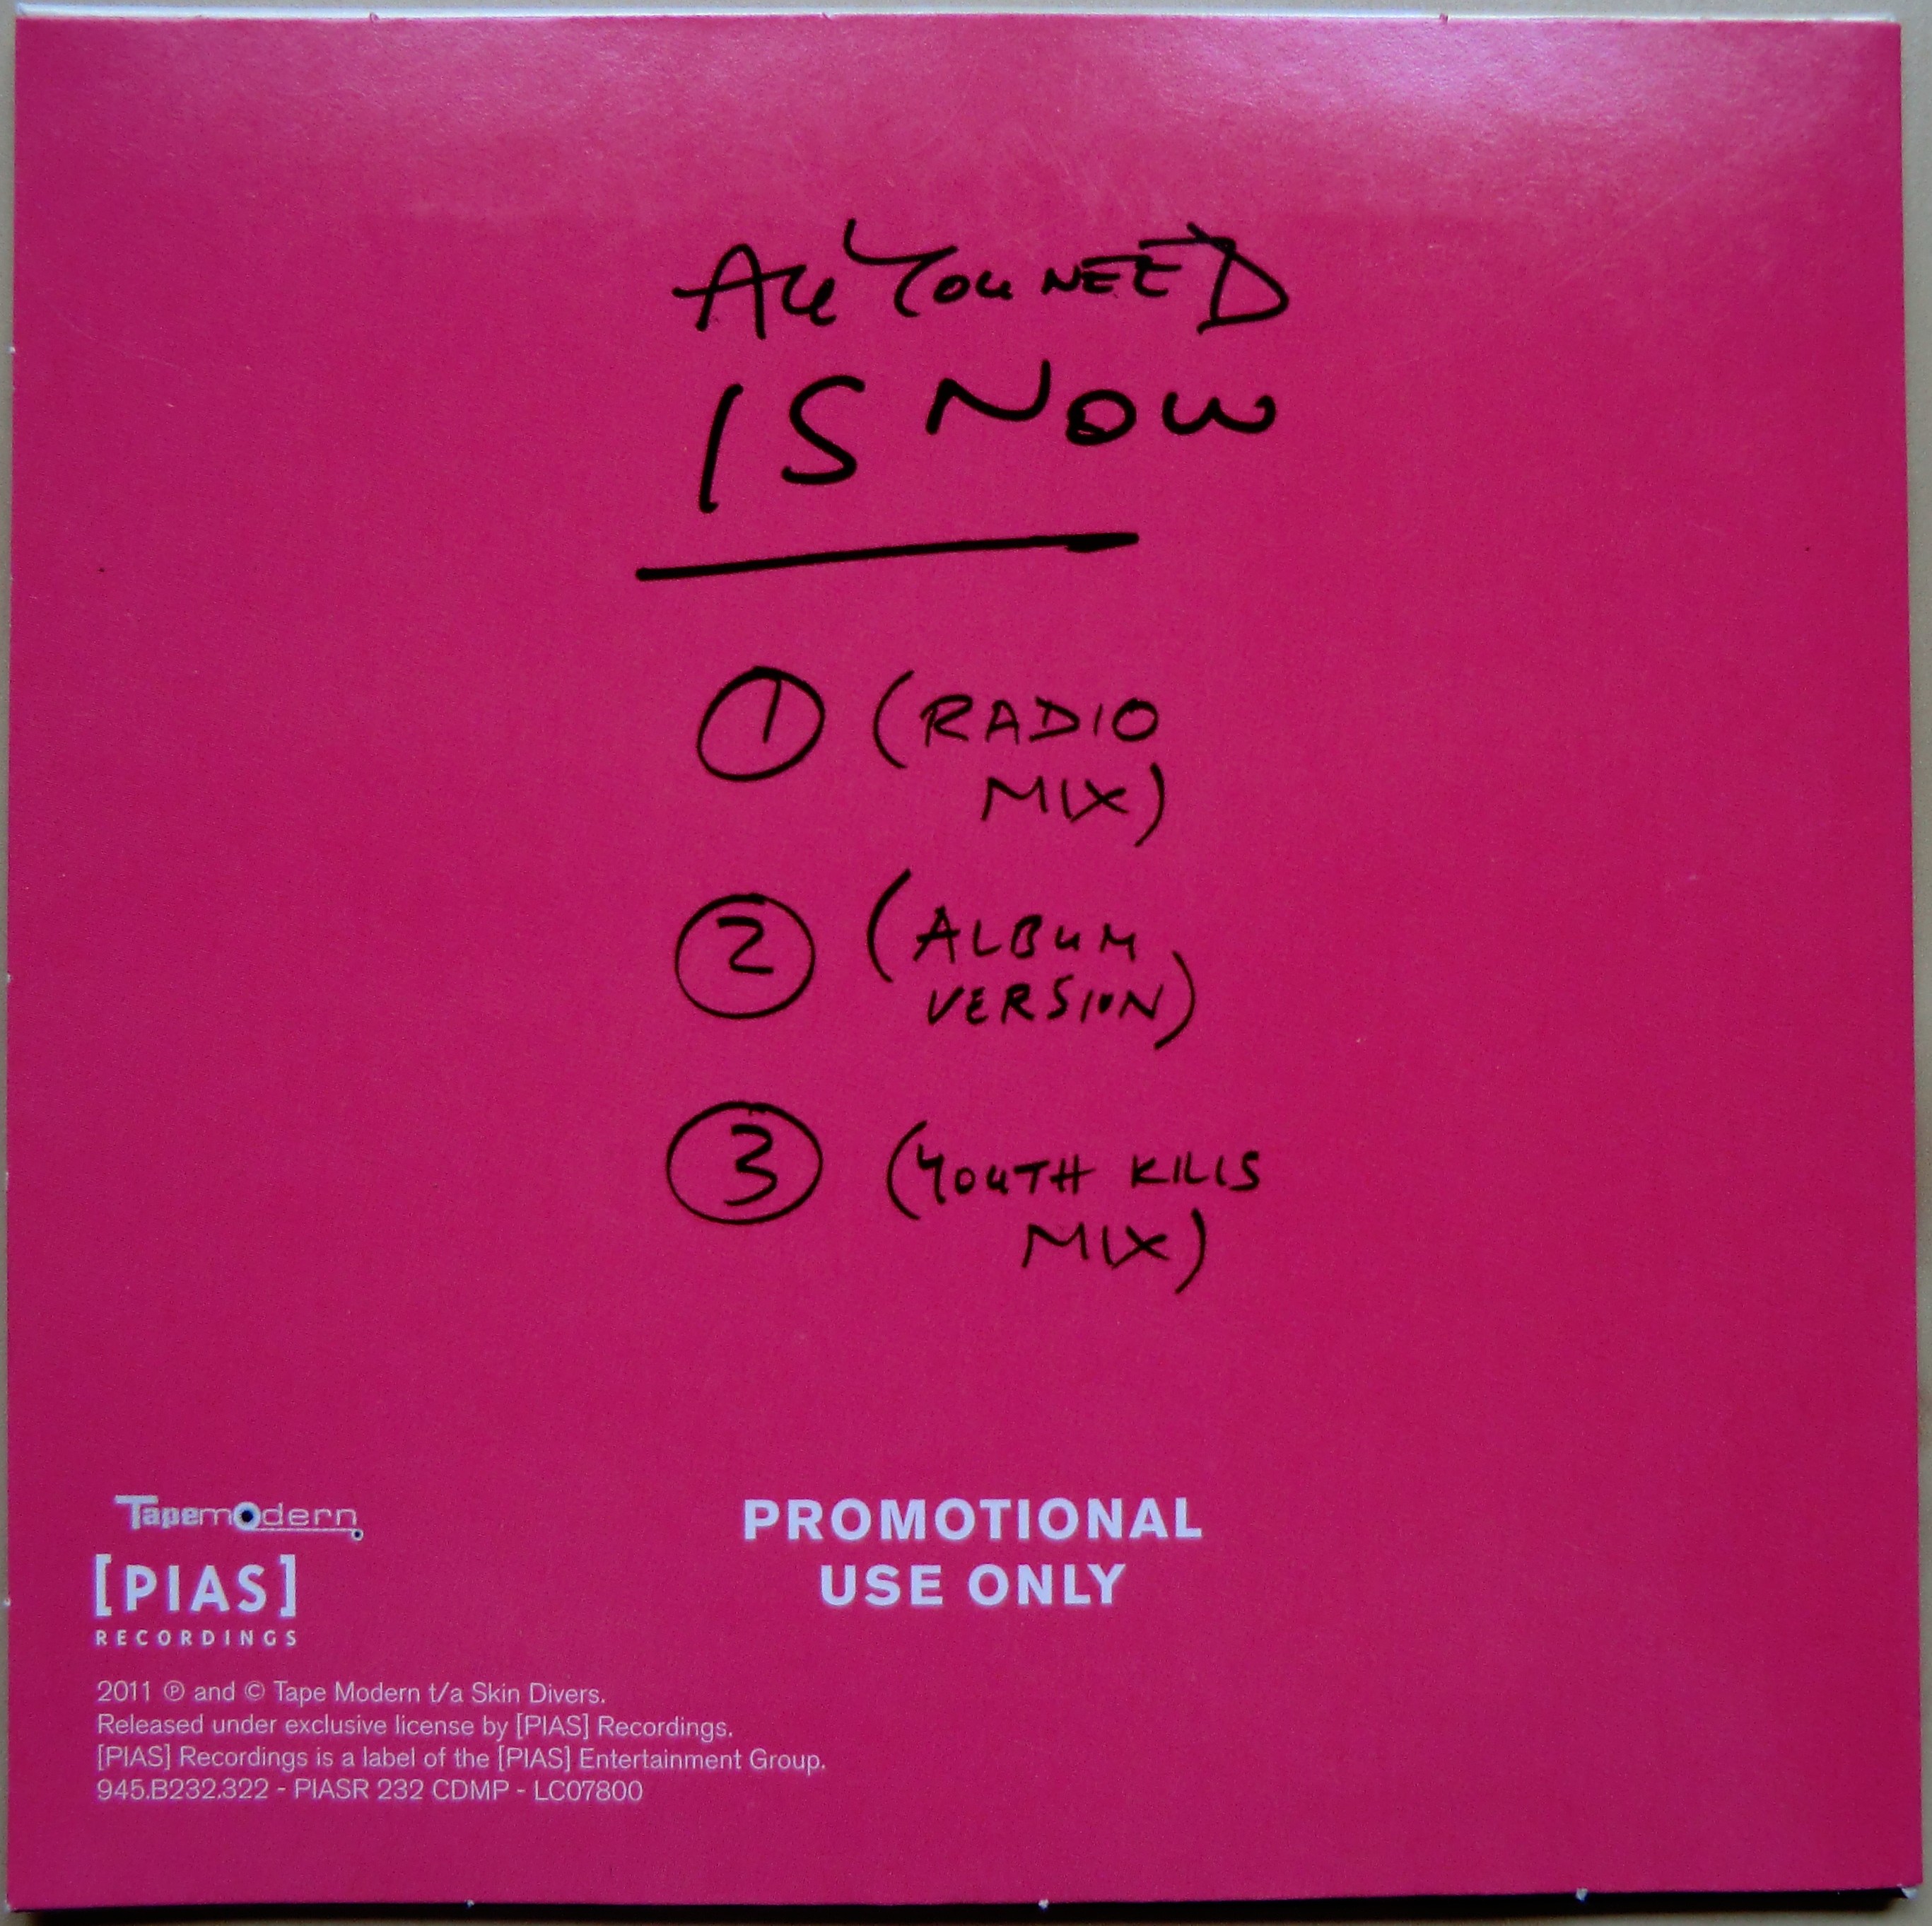 All You NEED
IS NOW
1 (RADIO
MIX)
2 (ALBUM
VERSION)
3 (YOUTH KILLS
MIX)
Tapemodern
[PIAS]
RECORDINGS
PROMOTIONAL
USE ONLY
2011 ℗ and © Tape Modern t/a Skin Divers.
Released under exclusive license by [PIAS] Recordings.
[PIAS] Recordings is a label of the [PIAS] Entertainment Group.
945.B232.322 - PIASR 232 CDMP - LC07800